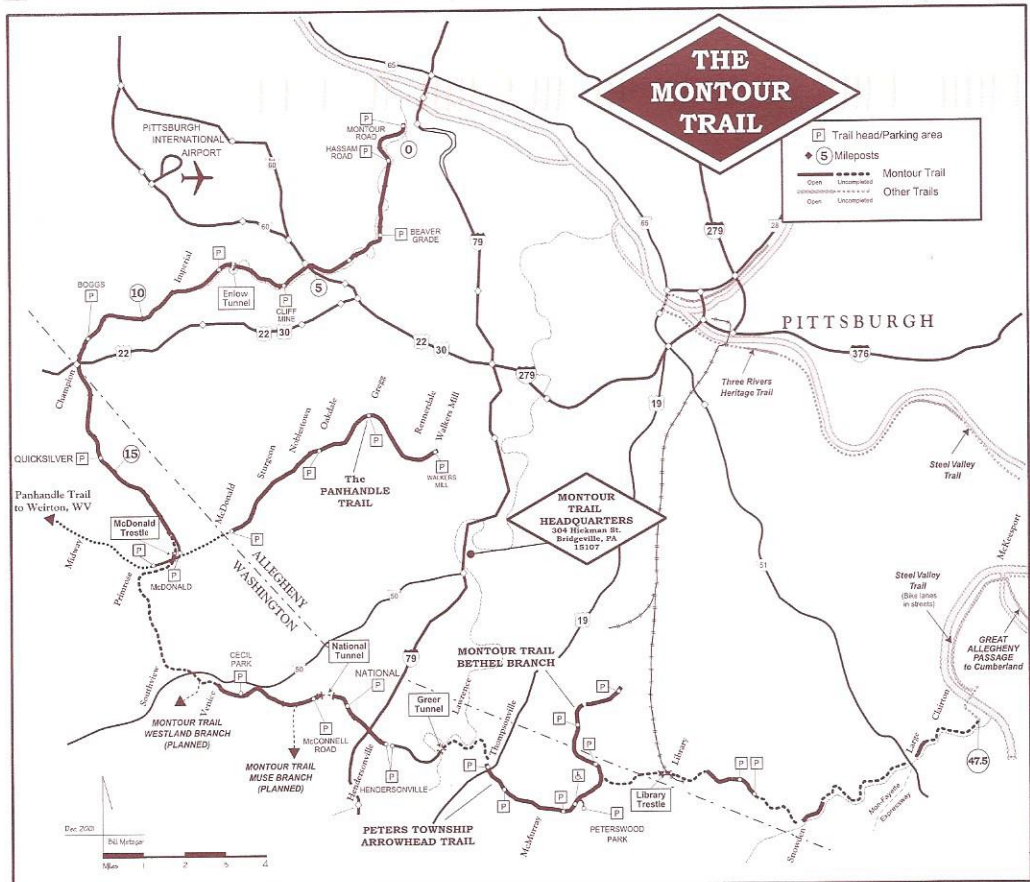 THE
MONTOUR
TRAIL
P Trail head/Parking area
5 Mileposts
Montour Trail
Open Uncompleted
Other Trails
Open Uncompleted
65
PITTSBURGH
INTERNATIONAL
AIRPORT
P
MONTOUR
ROAD
HASSAM
ROAD
P
0
60
60
P
BEAVER
GRADE
79
65
279
28
Imperial
P
Enlow
Tunnel
5
P
CLIFF
MINE
BOGGS
P
10
22
22
30
22
30
279
PITTSBURGH
376
Three Rivers
Heritage Trail
Steel Valley
Trail
Champion
19
QUICKSILVER
P
15
Sturgeon
Noblestown
Oakdale
Gregg
Rennerdale
Walkers Mill
P
P
P
WALKERS
MILL
The
PANHANDLE
TRAIL
Panhandle Trail
to Weirton, WV
McDonald
Trestle
McDonald
P
Midway
P
P
McDONALD
Primrose
ALLEGHENY
WASHINGTON
MONTOUR
TRAIL
HEADQUARTERS
304 Hickman St.
Bridgeville, PA
15107
51
McKeesport
Steel Valley
Trail
(Bike lanes
in streets)
GREAT
ALLEGHENY
PASSAGE
to Cumberland
50
50
19
79
National
Tunnel
CECIL
PARK
P
P
NATIONAL
MONTOUR TRAIL
BETHEL BRANCH
P
Southview
Venice
MONTOUR TRAIL
WESTLAND BRANCH
(PLANNED)
MONTOUR TRAIL
MUSE BRANCH
(PLANNED)
P
McCONNELL
ROAD
Hendersonville
P
HENDERSONVILLE
Greer
Tunnel
Lawrence
Thompsonville
P
P
P
P
P
P
P
PETERSWOOD
PARK
McMurray
PETERS TOWNSHIP
ARROWHEAD TRAIL
Library
Library
Trestle
P
P
Snowden
Mon-Fayette
Expressway
Large
Clairton
47.5
Dec. 2001
Bill Metzger
Miles
1
2
3
4